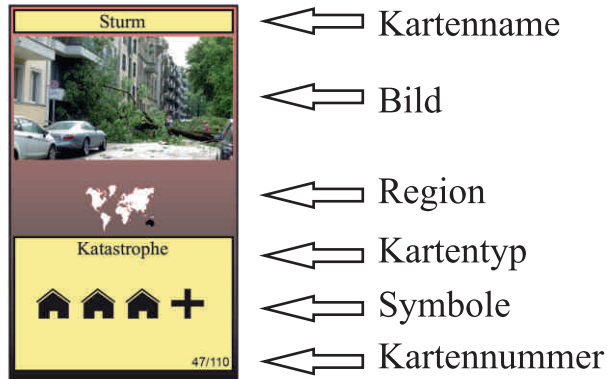 Sturm
Kartenname
Bild
Region
Katastrophe
Kartentyp
Symbole
47/110
Kartennummer